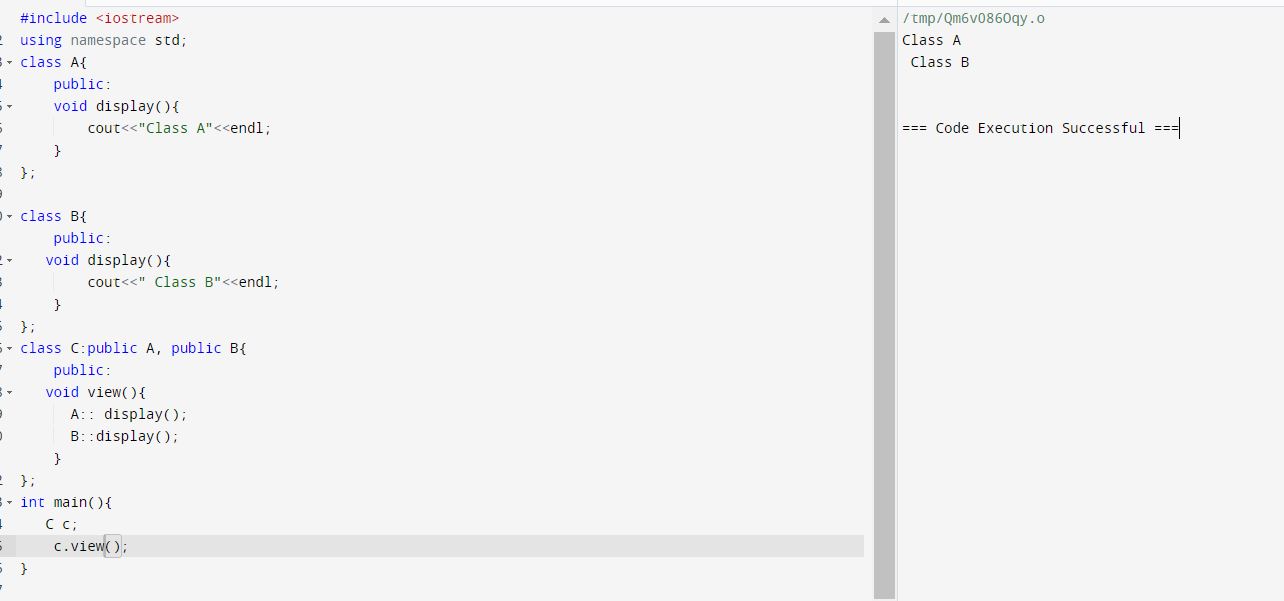 #include <iostream>
using namespace std;
class A{
    public:
    void display(){
        cout<<"Class A"<<endl;
    }
};

class B{
    public:
   void display(){
        cout<<" Class B"<<endl;
    }
};
class C:public A, public B{
    public:
   void view(){
      A:: display();
      B::display();
    }
};
int main(){
   C c;
    c.view();
}
/tmp/Qm6vO86Oqy.o
Class A
 Class B
=== Code Execution Successful ===